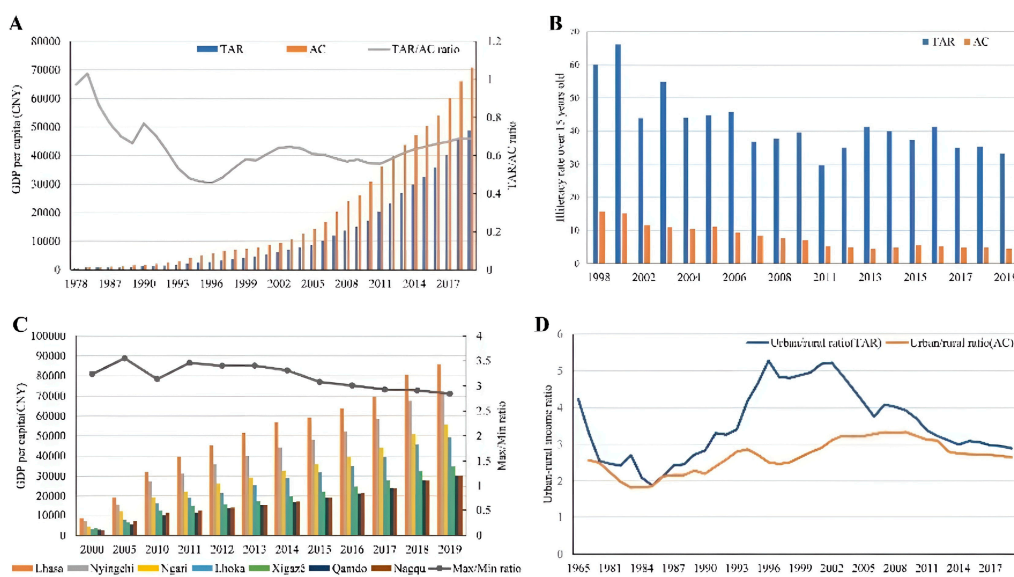 A
TAR AC TAR/AC ratio
GDP per capita (CNY)
80000
70000
60000
50000
40000
30000
20000
10000
0
1.2
1
0.8
0.6
0.4
0.2
0
TAR/AC ratio
1978 1987 1990 1993 1996 1999 2002 2005 2008 2011 2014 2017
B
TAR AC
Illiteracy rate over 15 years old
70
60
50
40
30
20
10
0
1998 2002 2004 2006 2008 2011 2013 2015 2017 2019
C
GDP per capita(CNY)
100000
90000
80000
70000
60000
50000
40000
30000
20000
10000
0
4
3.5
3
2.5
2
1.5
1
0.5
0
Max/Min ratio
2000 2005 2010 2011 2012 2013 2014 2015 2016 2017 2018 2019
Lhasa Nyingchi Ngari Lhoka Xigazê Qamdo Nagqu Max/Min ratio
D
Urban/rural ratio(TAR) Urban/rural ratio(AC)
Urban-rural income ratio
6
5
4
3
2
1
0
1965 1981 1984 1987 1990 1993 1996 1999 2002 2005 2008 2011 2014 2017